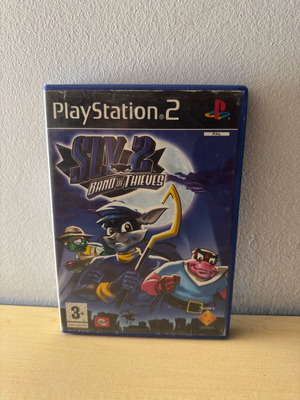 PlayStation®2
PAL
SLY 2
BAND OF THIEVES
3+